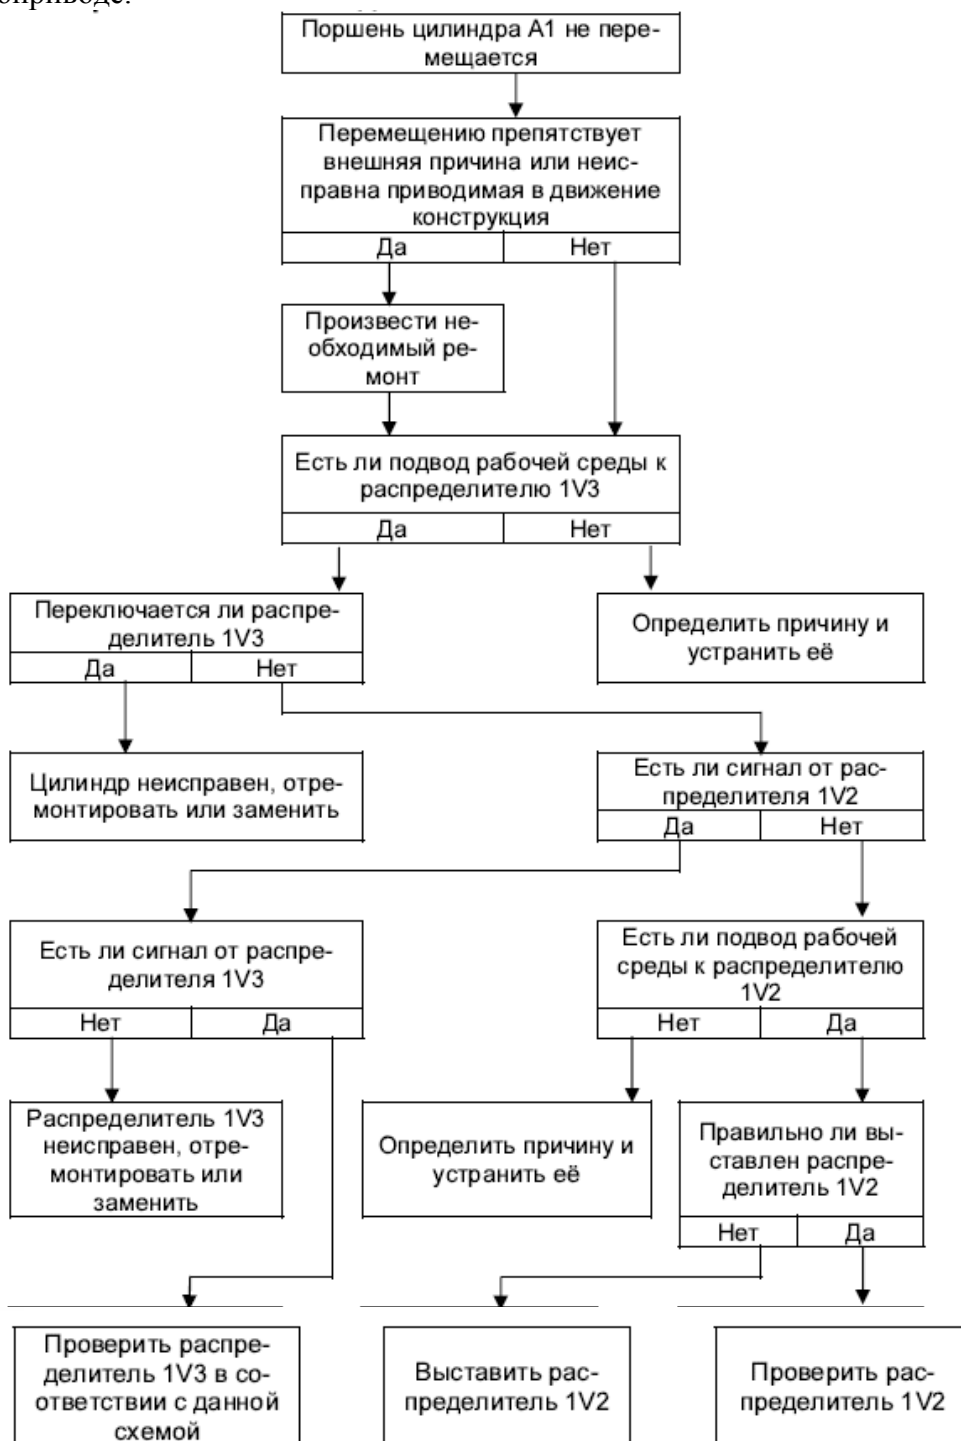 оприводе.
Поршень цилиндра А1 не пере-
мещается
Перемещению препятствует
внешняя причина или неис-
правна приводимая в движение
конструкция
Да Нет
Произвести не-
обходимый ре-
монт
Есть ли подвод рабочей среды к
распределителю 1V3
Да Нет
Переключается ли распре-
делитель 1V3
Да Нет
Определить причину и
устранить её
Цилиндр неисправен, отре-
монтировать или заменить
Есть ли сигнал от рас-
пределителя 1V2
Да Нет
Есть ли сигнал от распре-
делителя 1V3
Нет Да
Есть ли подвод рабочей
среды к распределителю
1V2
Нет Да
Распределитель 1V3
неисправен, отре-
монтировать или
заменить
Определить причину и
устранить её
Правильно ли вы-
ставлен распре-
делитель 1V2
Нет Да
Проверить распре-
делитель 1V3 в со-
ответствии с данной
схемой
Выставить рас-
пределитель 1V2
Проверить рас-
пределитель 1V2